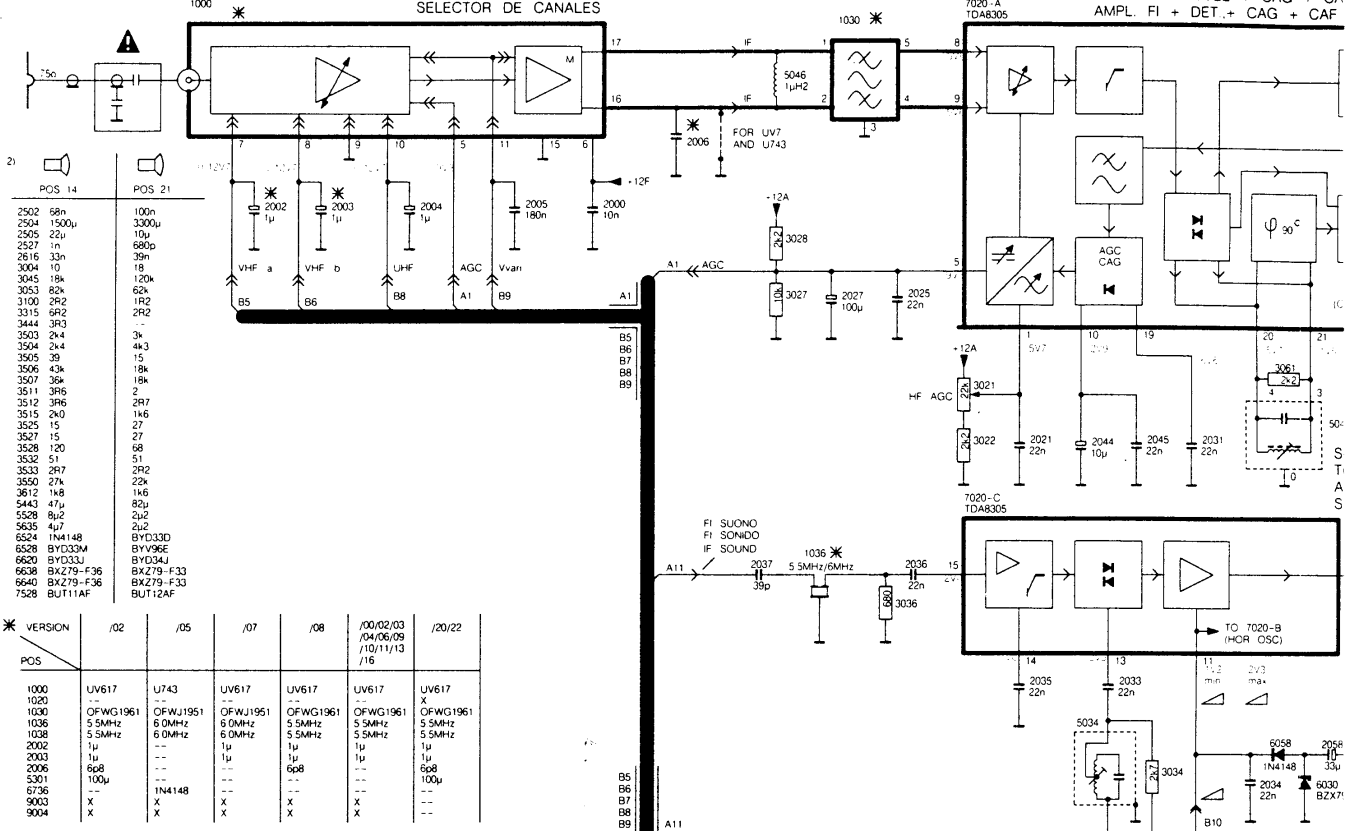 1000
SELECTOR DE CANALES
1030
7020-A
TDA8305
AMPL. FI + DET.+ CAG + CAF
M
17
16
IF
IF
5046
1µH2
1
2
5
4
3
8
9
2006
FOR UV7
AND U743
7
8
9
10
5
11
15
6
+12F
2002
1µ
2003
1µ
2004
1µ
2005
180n
2000
10n
VHF a
VHF b
UHF
AGC
Vvari
B5
B6
B8
A1
B9
2)
POS 14 POS 21
2502 68n 100n
2504 1500µ 3300µ
2505 22µ 10µ
2527 1n 680p
2616 33n 39n
3004 10 18
3045 18k 120k
3053 82k 62k
3100 2R2 1R2
3315 6R2 2R2
3444 3R3 --
3503 2k4 3k
3504 2k4 4k3
3505 39 15
3506 43k 18k
3507 36k 18k
3511 3R6 2
3512 3R6 2R7
3515 2k0 1k6
3525 15 27
3527 15 27
3528 120 68
3532 51 51
3533 2R7 2R2
3550 27k 22k
3612 1k8 1k6
5443 47µ 82µ
5528 8µ2 2µ2
5635 4µ7 2µ2
6524 1N4148 BYD33D
6528 BYD33M BYV96E
6620 BYD33J BYD34J
6638 BXZ79-F36 BXZ79-F33
6640 BXZ79-F36 BXZ79-F33
7528 BUT11AF BUT12AF
A1
B5
B6
B7
B8
B9
A1 AGC
-12A
2k2
3028
10k
3027
2027
100µ
2025
22n
5
AGC
CAG
φ 90°
1
10
19
20
21
5V7
+12A
HF AGC
22k
3021
2k2
3022
2021
22n
2044
10µ
2045
22n
2031
22n
3061
2k2
4
3
0
7020-C
TDA8305
FI SUONO
FI SONIDO
IF SOUND
A11
2037
39p
1036
5.5MHz/6MHz
680
3036
2036
22n
15
TO 7020-B
(HOR OSC)
14
13
11
min
2V3
max
2035
22n
2033
22n
5034
2k7
3034
6058
1N4148
2058
33µ
2034
22n
6030
B10
VERSION /02 /05 /07 /08 /00/02/03 /20/22
/04/06/09
/10/11/13
/16
POS
1000 UV617 U743 UV617 UV617 UV617 UV617
1020 -- -- -- -- -- X
1030 OFWG1961 OFWJ1951 OFWJ1951 OFWG1961 OFWG1961 OFWG1961
1036 5.5MHz 6.0MHz 6.0MHz 5.5MHz 5.5MHz 5.5MHz
1038 5.5MHz 6.0MHz 6.0MHz 5.5MHz 5.5MHz 5.5MHz
2002 1µ -- 1µ 1µ 1µ 1µ
2003 1µ -- 1µ 1µ 1µ 1µ
2006 6p8 -- -- 6p8 -- 6p8
5301 100µ -- -- -- -- 100µ
6736 -- 1N4148 -- -- -- --
9003 X X X X X --
9004 X X X X X --
B5
B6
B7
B8
B9
A11